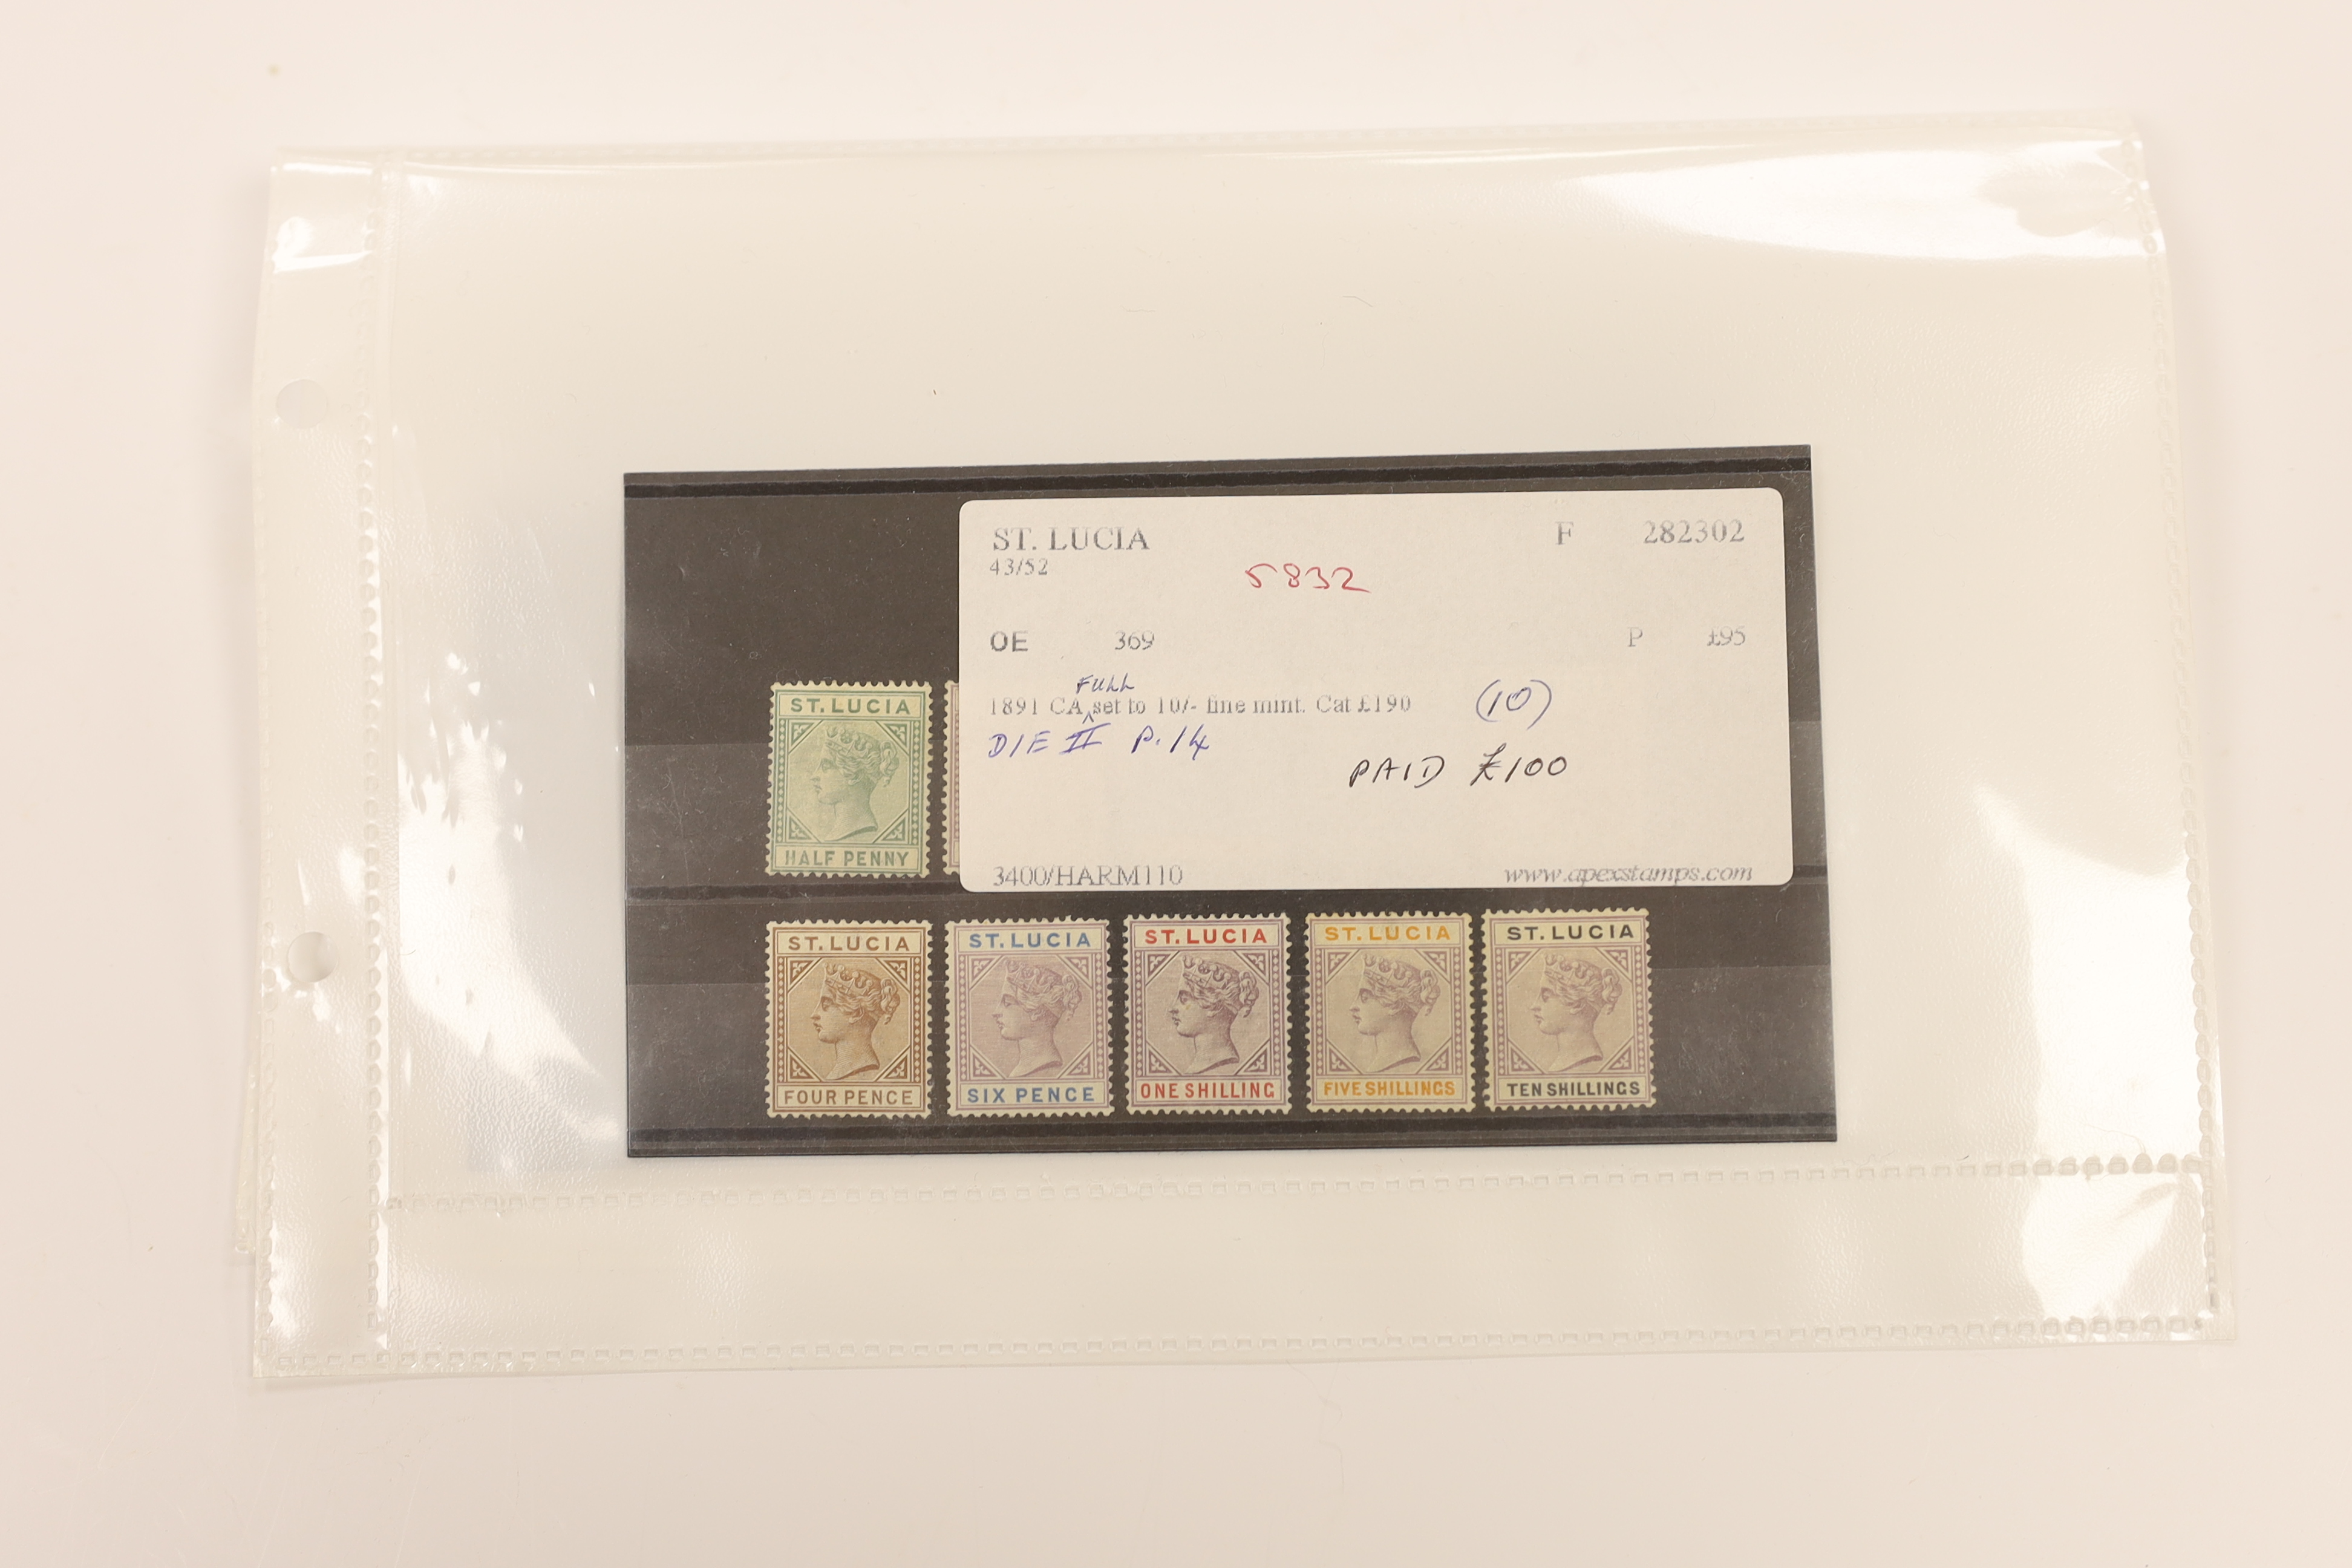 ST. LUCIA F 282302
43/52
5832
OE 369 P £95
FULL
1891 CA ^ set to 10/- fine mint. Cat £190 (10)
DIE II P.14
PAID £100
3400/HARM110 www.apexstamps.com
ST. LUCIA
HALF PENNY
ST. LUCIA ST. LUCIA ST. LUCIA ST. LUCIA ST. LUCIA
FOUR PENCE SIX PENCE ONE SHILLING FIVE SHILLINGS TEN SHILLINGS